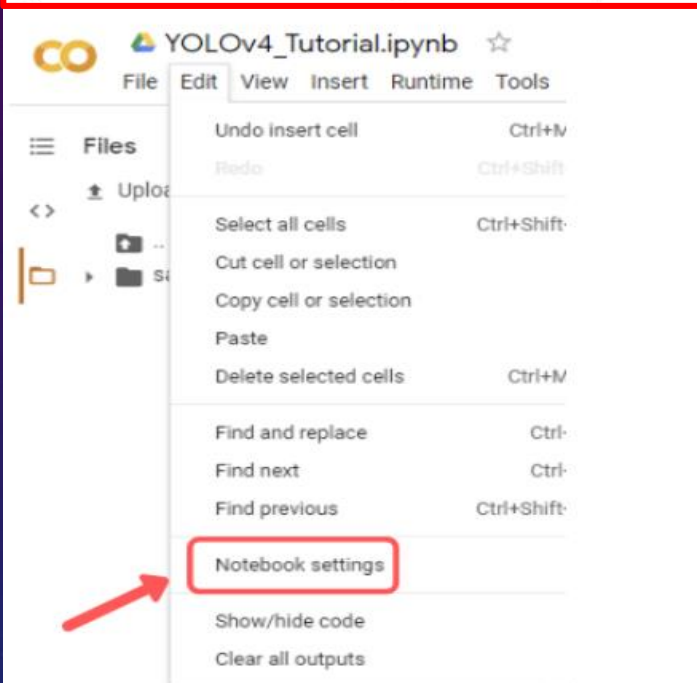 YOLOv4_Tutorial.ipynb
File Edit View Insert Runtime Tools
Files
Undo insert cell Ctrl+M
Redo Ctrl+Shift
Uploa
Select all cells Ctrl+Shift-
..
Cut cell or selection
sa
Copy cell or selection
Paste
Delete selected cells Ctrl+M
Find and replace Ctrl-
Find next Ctrl-
Find previous Ctrl+Shift-
Notebook settings
Show/hide code
Clear all outputs